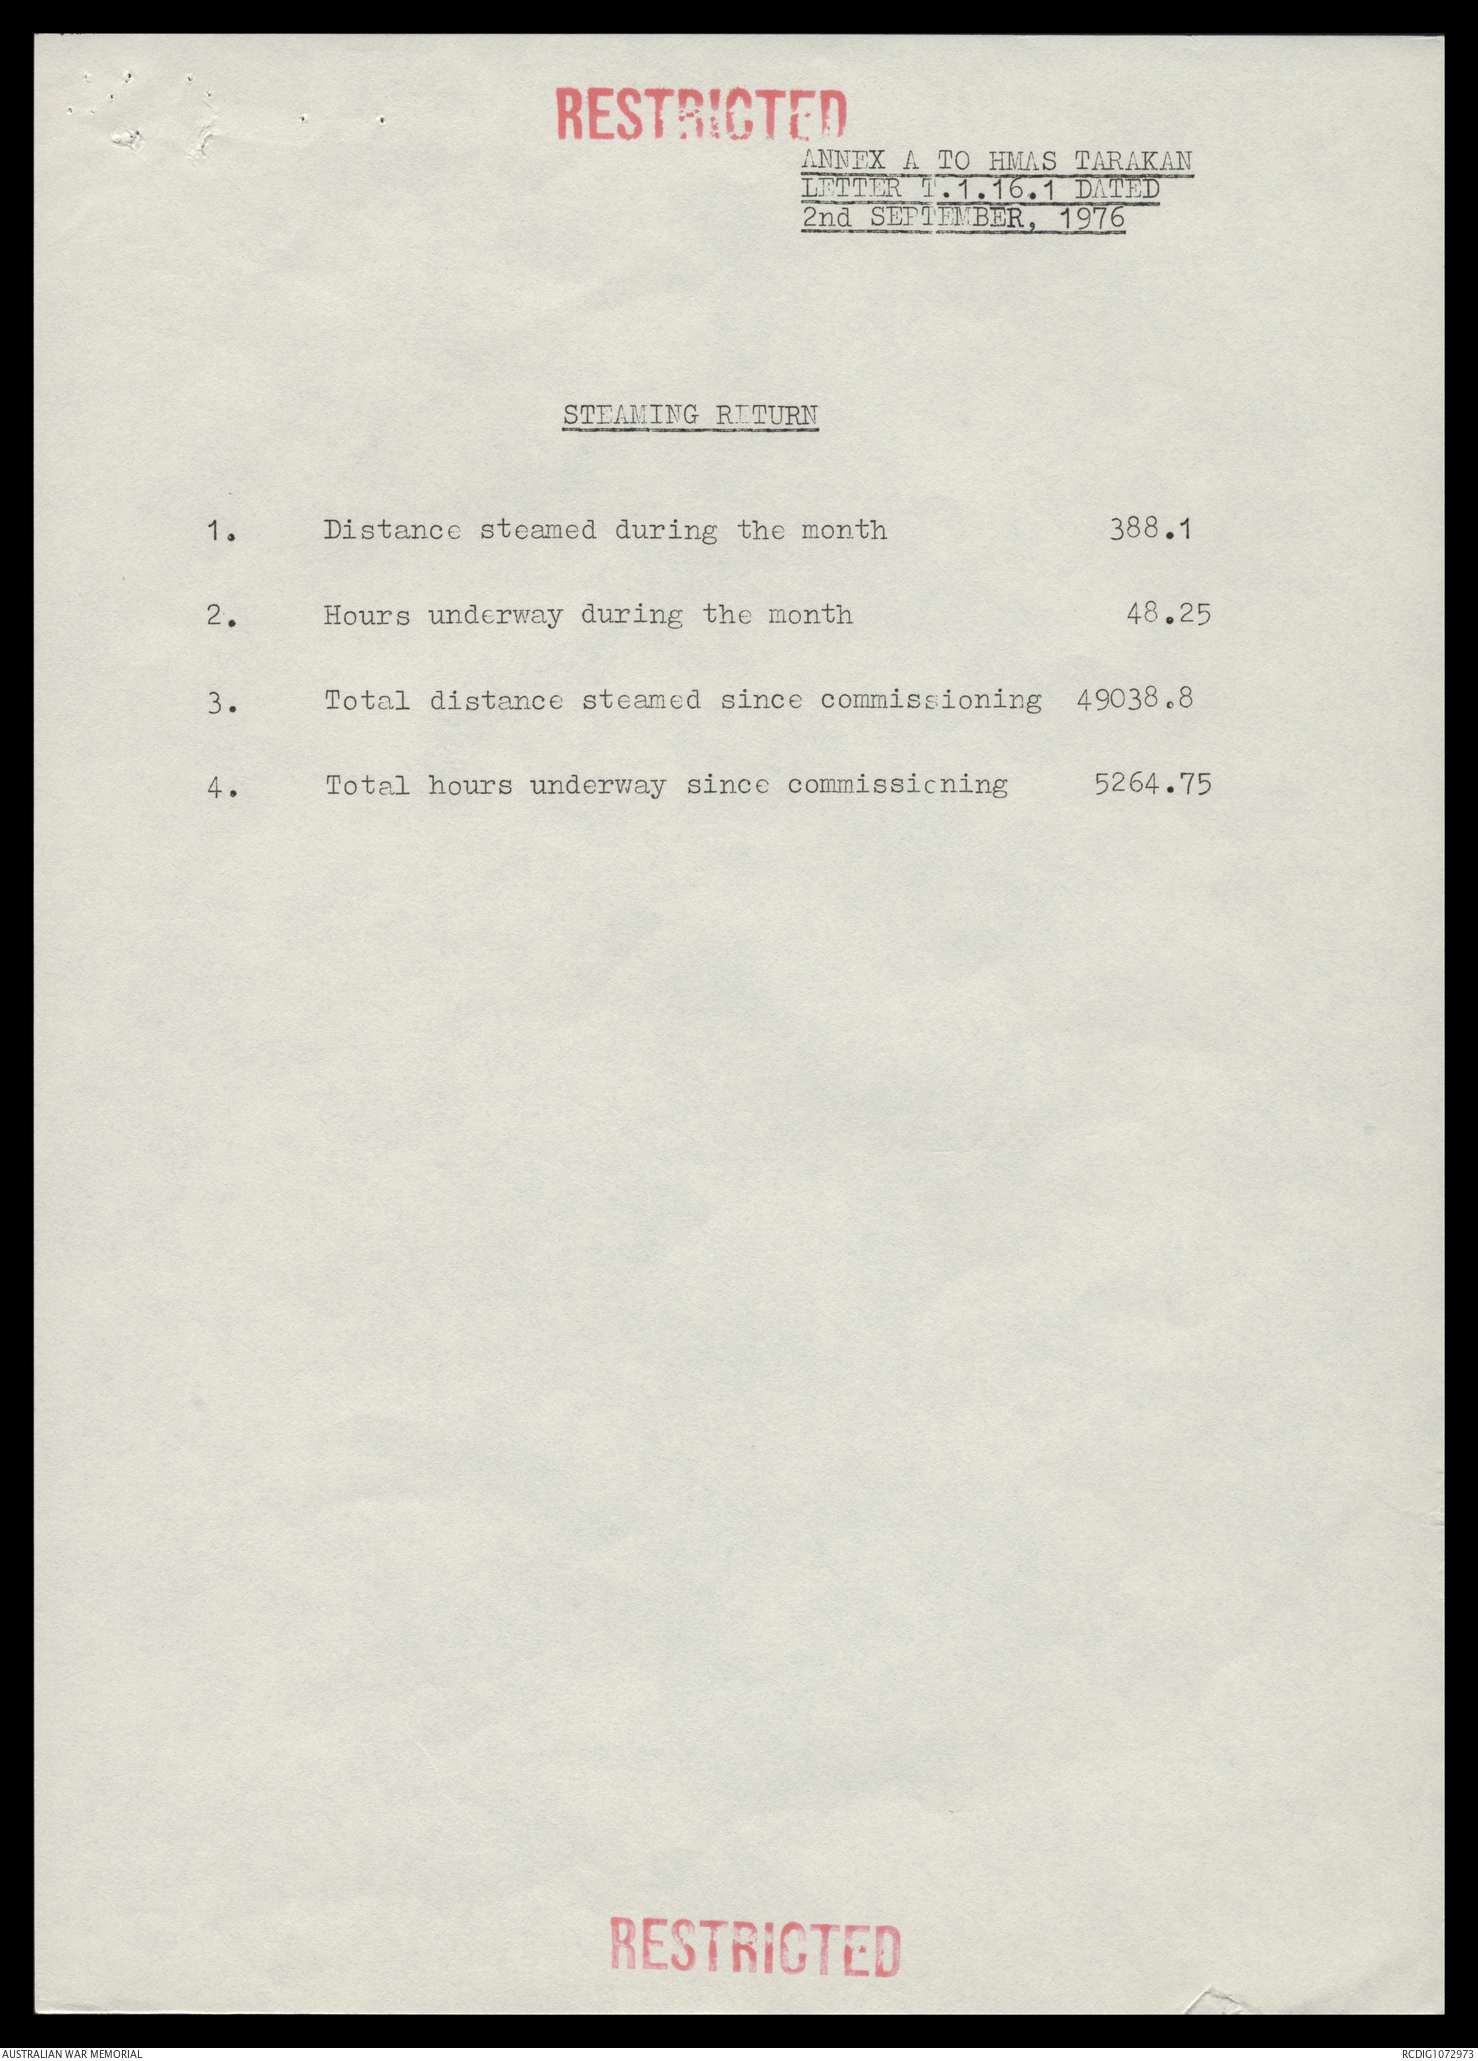 RESTRICTED
ANNEX A TO HMAS TARAKAN
LETTER T.1.16.1 DATED
2nd SEPTEMBER, 1976
STEAMING RETURN
1. Distance steamed during the month 388.1
2. Hours underway during the month 48.25
3. Total distance steamed since commissioning 49038.8
4. Total hours underway since commissioning 5264.75
RESTRICTED
AUSTRALIAN WAR MEMORIAL RCDIG1072973